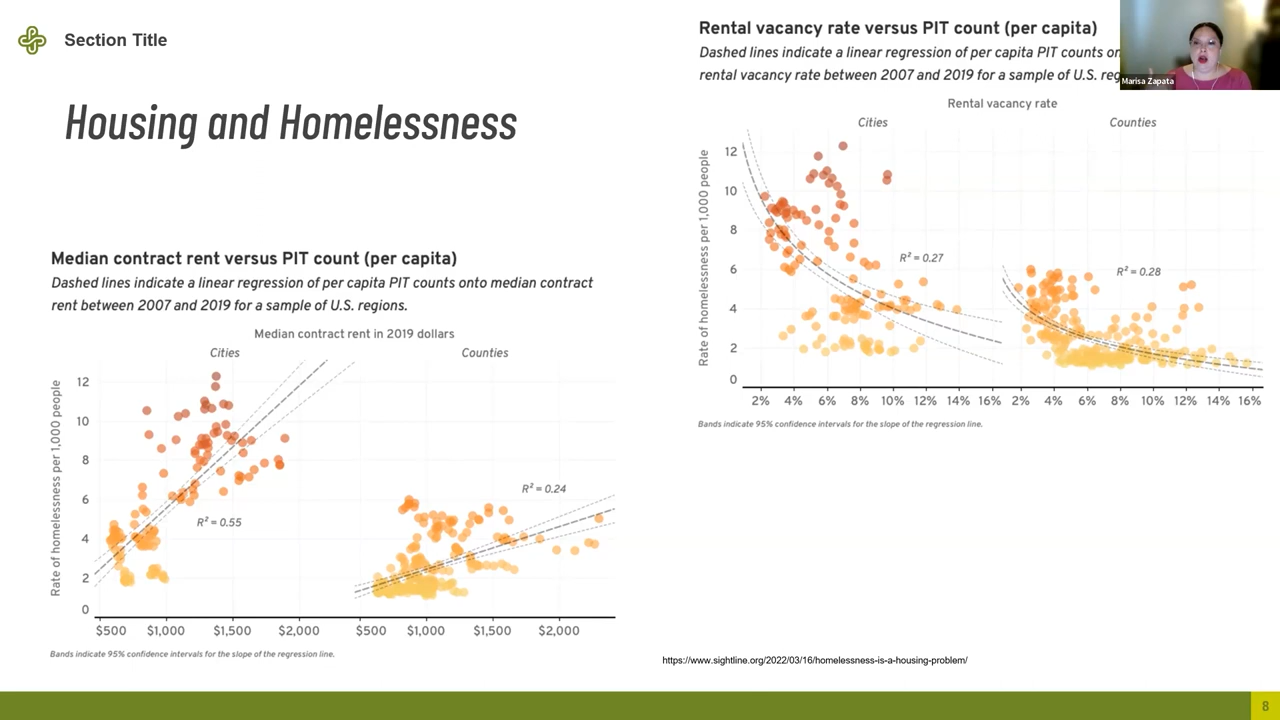 Section Title
Housing and Homelessness
Median contract rent versus PIT count (per capita)
Dashed lines indicate a linear regression of per capita PIT counts onto median contract
rent between 2007 and 2019 for a sample of U.S. regions.
Median contract rent in 2019 dollars
Cities
Counties
Rate of homelessness per 1,000 people
12
10
8
6
4
2
0
R² = 0.55
R² = 0.24
$500 $1,000 $1,500 $2,000 $500 $1,000 $1,500 $2,000
Bands indicate 95% confidence intervals for the slope of the regression line.
Rental vacancy rate versus PIT count (per capita)
Dashed lines indicate a linear regression of per capita PIT counts
rental vacancy rate between 2007 and 2019 for a sample of U.S.
Marisa Zapata
Rental vacancy rate
Cities
Counties
Rate of homelessness per 1,000 people
12
10
8
6
4
2
0
R² = 0.27
R² = 0.28
2% 4% 6% 8% 10% 12% 14% 16% 2% 4% 6% 8% 10% 12% 14% 16%
Bands indicate 95% confidence intervals for the slope of the regression line.
https://www.sightline.org/2022/03/16/homelessness-is-a-housing-problem/
8